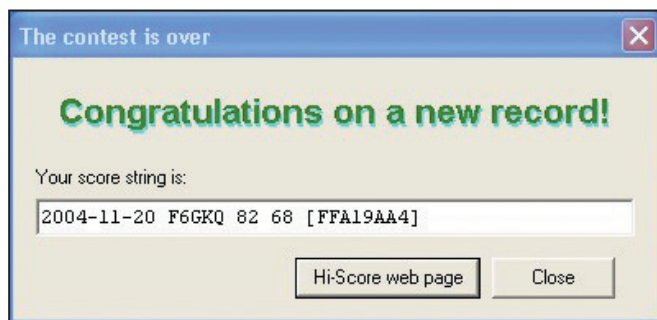 The contest is over
Congratulations on a new record!
Your score string is:
2004-11-20 F6GKQ 82 68 [FFA19AA4]
Hi-Score web page
Close